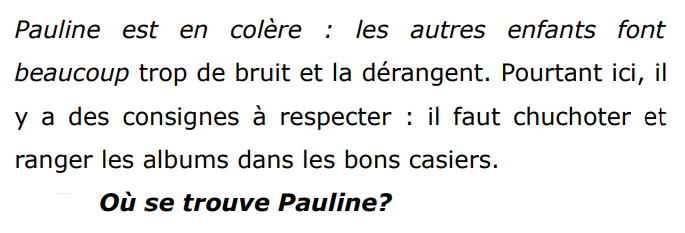 Pauline est en colère : les autres enfants font
beaucoup trop de bruit et la dérangent. Pourtant ici, il
y a des consignes à respecter : il faut chuchoter et
ranger les albums dans les bons casiers.
Où se trouve Pauline?